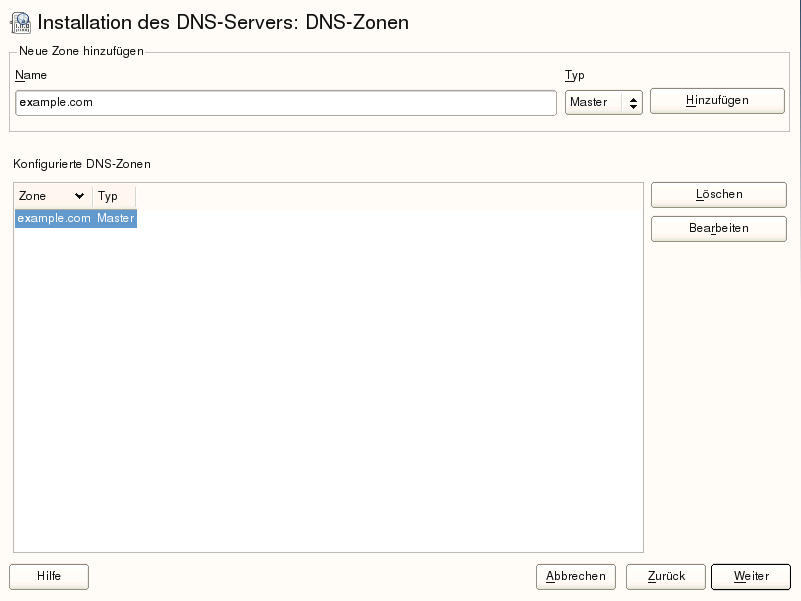 Installation des DNS-Servers: DNS-Zonen
Neue Zone hinzufügen
Name
Typ
example.com
Master
Hinzufügen
Konfigurierte DNS-Zonen
Zone Typ
example.com Master
Löschen
Bearbeiten
Hilfe
Abbrechen
Zurück
Weiter